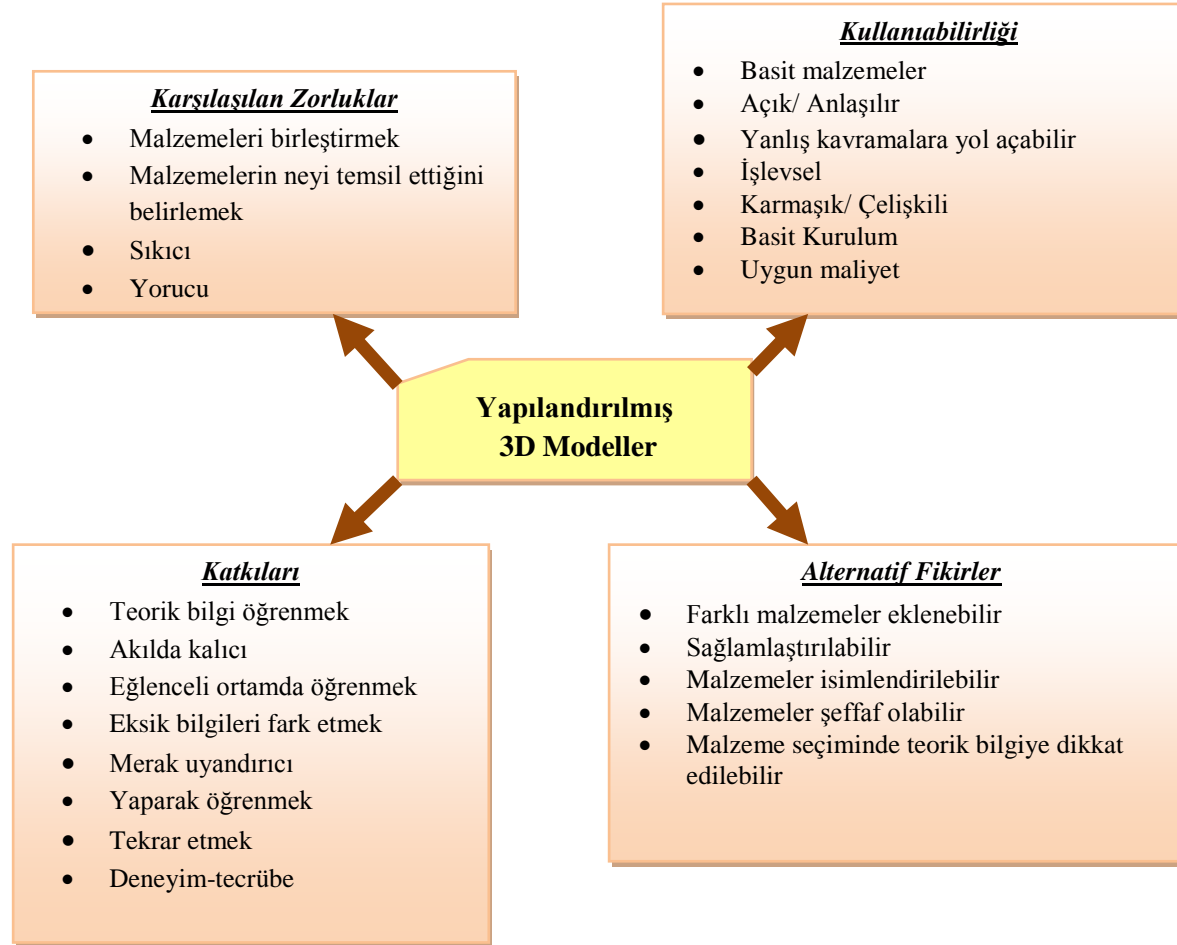 Karşılaşılan Zorluklar
• Malzemeleri birleştirmek
• Malzemelerin neyi temsil ettiğini
belirlemek
• Sıkıcı
• Yorucu
Kullanıabilirliği
• Basit malzemeler
• Açık/ Anlaşılır
• Yanlış kavramalara yol açabilir
• İşlevsel
• Karmaşık/ Çelişkili
• Basit Kurulum
• Uygun maliyet
Yapılandırılmış
3D Modeller
Katkıları
• Teorik bilgi öğrenmek
• Akılda kalıcı
• Eğlenceli ortamda öğrenmek
• Eksik bilgileri fark etmek
• Merak uyandırıcı
• Yaparak öğrenmek
• Tekrar etmek
• Deneyim-tecrübe
Alternatif Fikirler
• Farklı malzemeler eklenebilir
• Sağlamlaştırılabilir
• Malzemeler isimlendirilebilir
• Malzemeler şeffaf olabilir
• Malzeme seçiminde teorik bilgiye dikkat
edilebilir